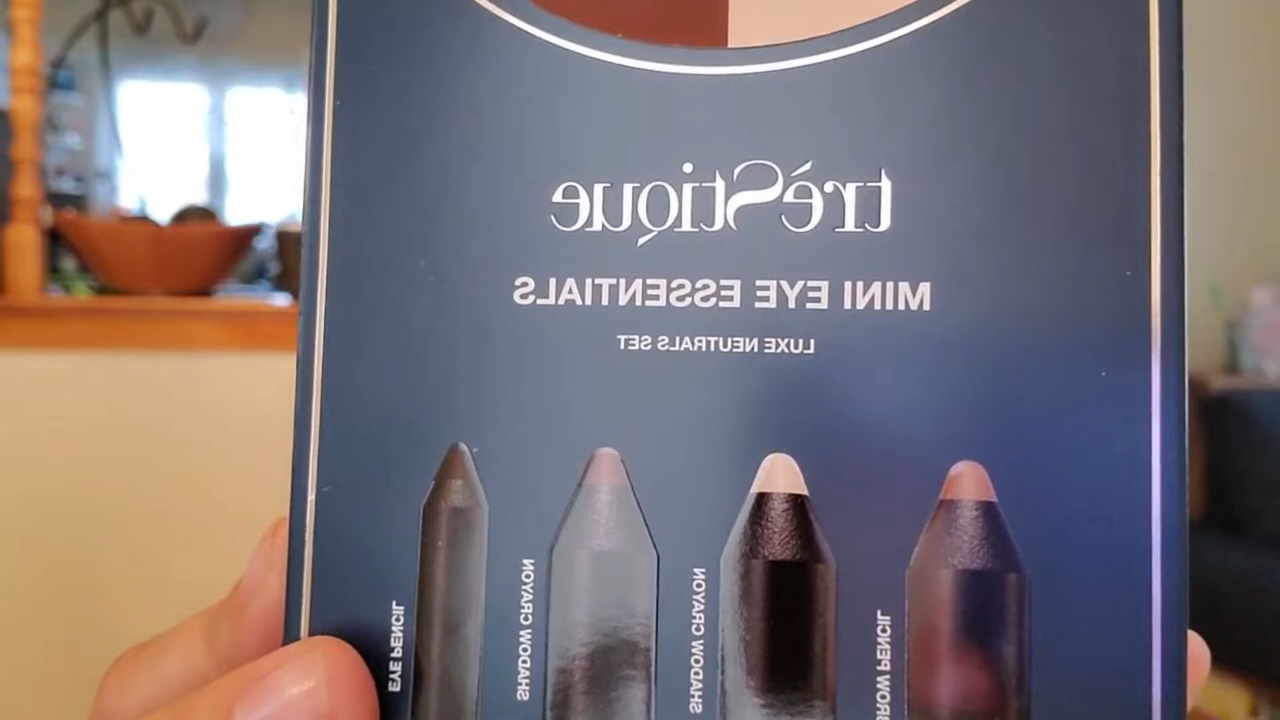 tréStique
MINI EYE ESSENTIALS
LUXE NEUTRALS SET
EYE PENCIL
SHADOW CRAYON
SHADOW CRAYON
BROW PENCIL